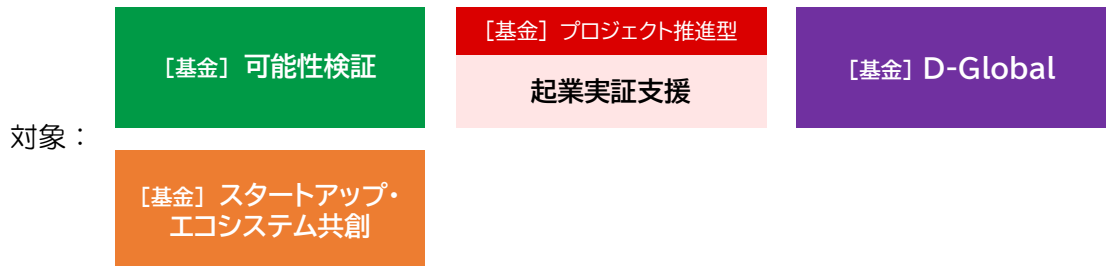 [基金] 可能性検証
[基金] プロジェクト推進型
起業実証支援
[基金] D-Global
対象：
[基金] スタートアップ・
エコシステム共創